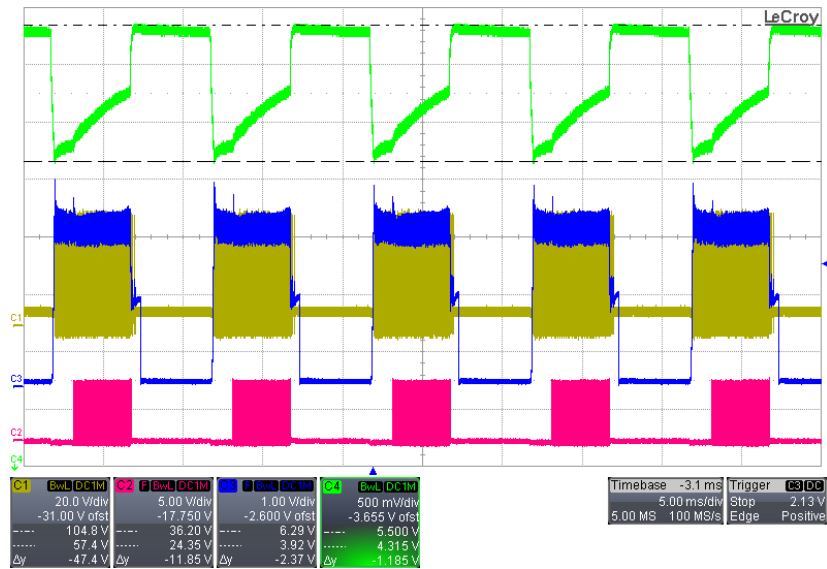 LeCroy
C1
C3
C2
C4
C1 BwL DC1M
20.0 V/div
-31.00 V ofst
104.8 V
57.4 V
Δy -47.4 V
C2 F BwL DC1M
5.00 V/div
-17.750 V
36.20 V
24.35 V
Δy -11.85 V
F BwL DC1M
1.00 V/div
-2.600 V ofst
6.29 V
3.92 V
Δy -2.37 V
C4 BwL DC1M
500 mV/div
-3.655 V ofst
5.500 V
4.315 V
Δy -1.185 V
Timebase -3.1 ms
5.00 ms/div
5.00 MS 100 MS/s
Trigger C3 DC
Stop 2.13 V
Edge Positive